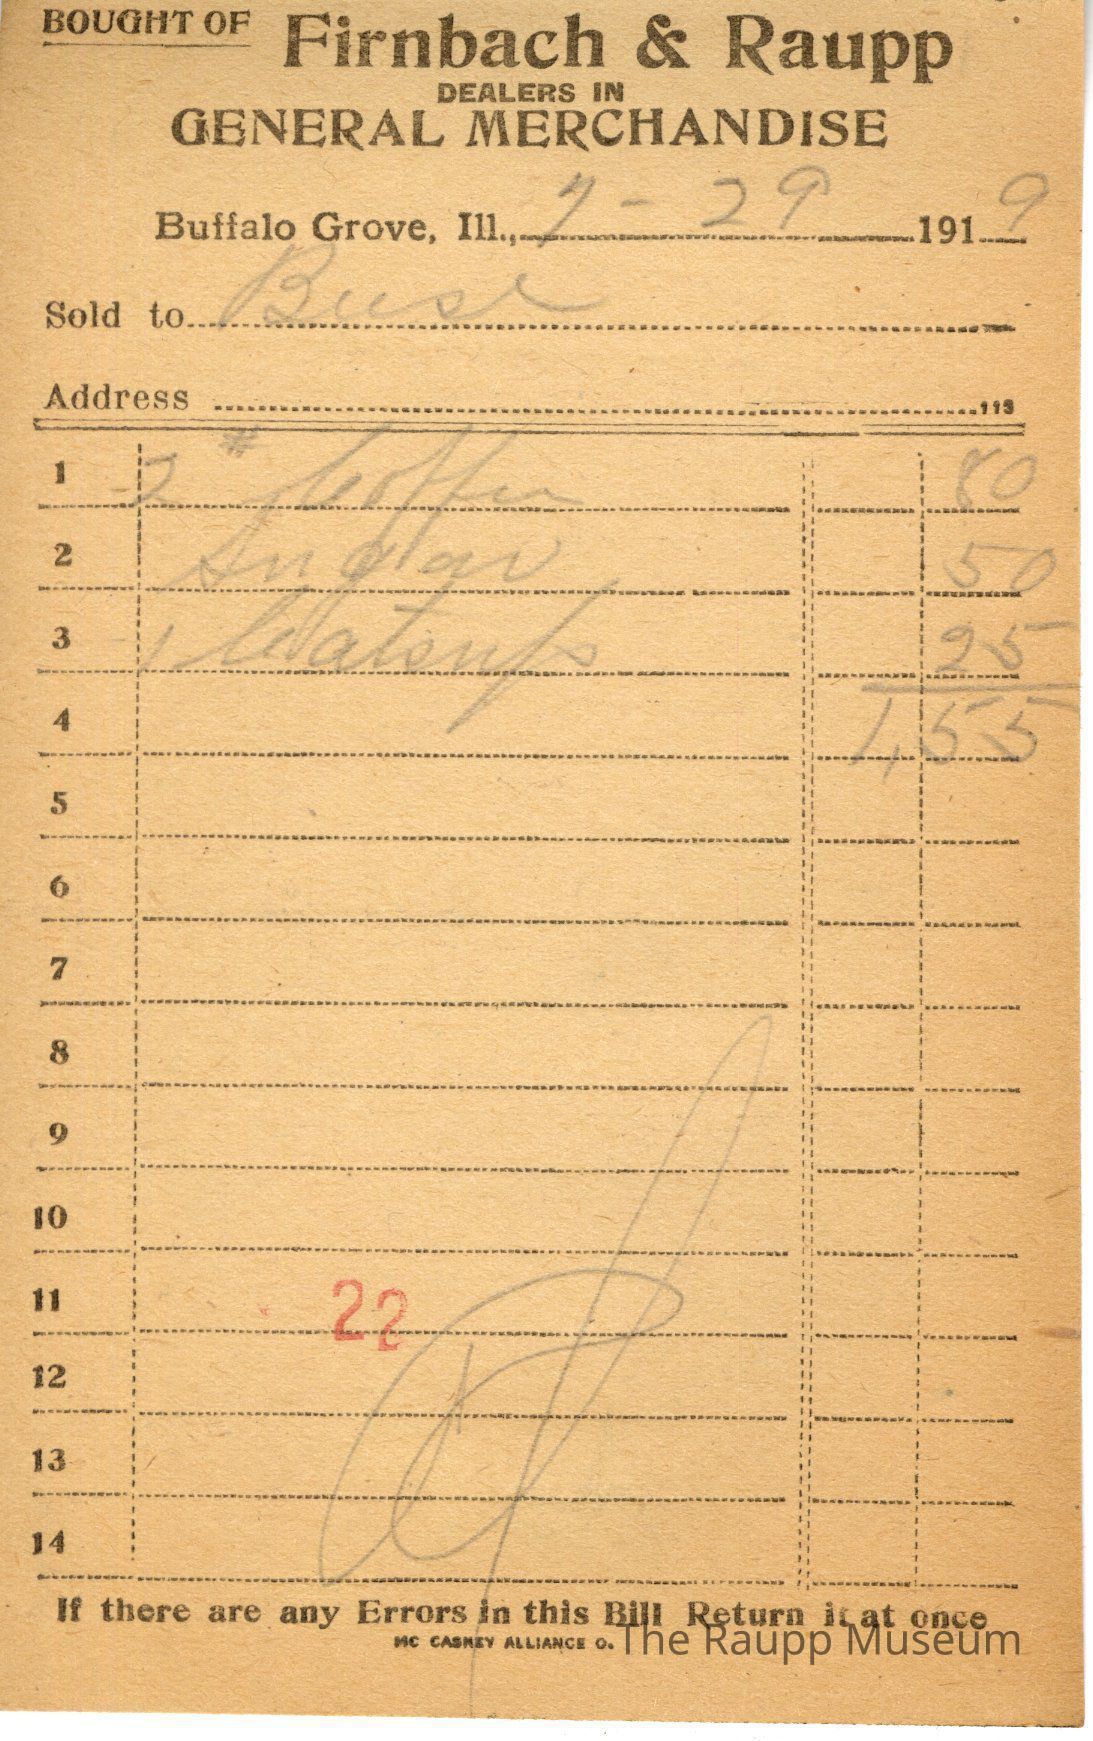 BOUGHT OF Firnbach & Raupp
DEALERS IN
GENERAL MERCHANDISE
Buffalo Grove, Ill., 7-29 1919
Sold to Buse
Address 113
1 2 # Coffee 80
2 50
3 1 Catsup 25
4 1,55
5
6
7
8
9
10
11 22
12
13
14
If there are any Errors in this Bill Return it at once
MC CASKEY ALLIANCE O. The Raupp Museum